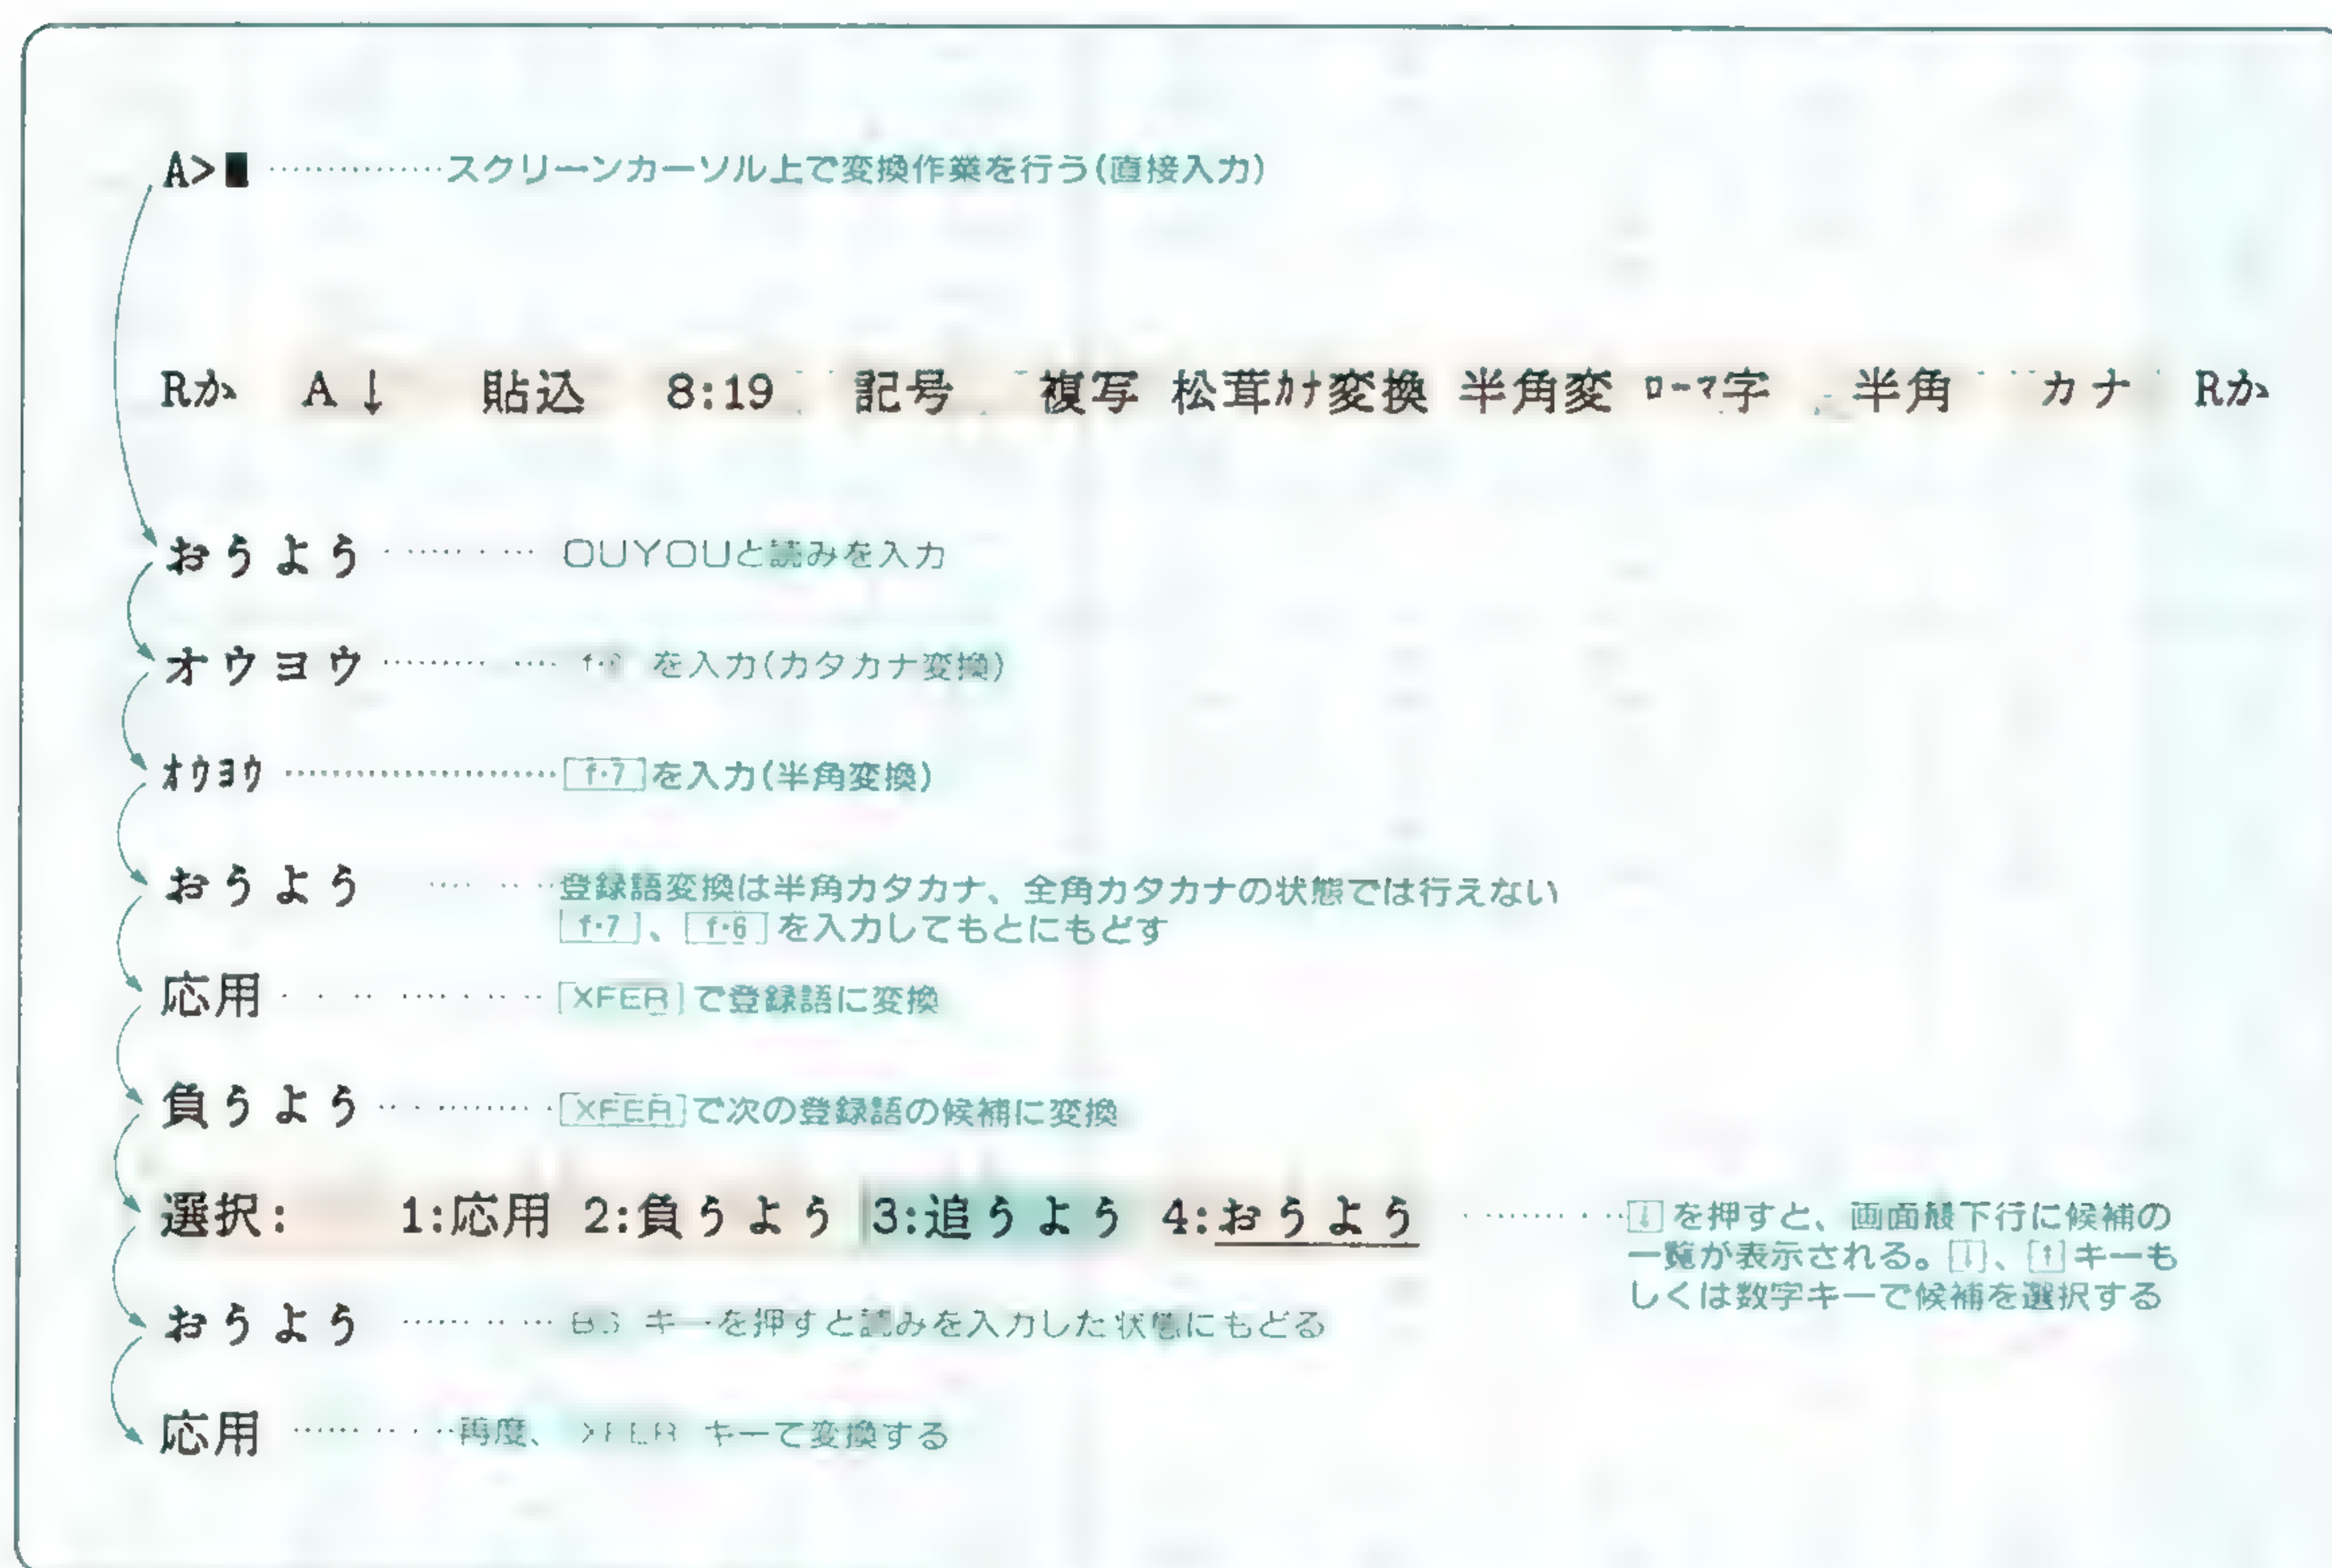 A>■ ……………スクリーンカーソル上で変換作業を行う(直接入力)
Rか A↓ 貼込 8:19 記号 複写 松茸ｶﾅ変換 半角変 ﾛｰﾏ字 半角 カナ Rか
おうよう ………… OUYOUと読みを入力
オウヨウ ………… を入力(カタカナ変換)
ｵｳﾖｳ ………… f・7を入力(半角変換)
おうよう ………… 登録語変換は半角カタカナ、全角カタカナの状態では行えない
f・7、f・6を入力してもとにもどす
応用 ………… XFERで登録語に変換
負うよう ………… XFERで次の登録語の候補に変換
選択: 1:応用 2:負うよう 3:追うよう 4:おうよう ………… ↓を押すと、画面最下行に候補の
一覧が表示される。↓、↑キーも
しくは数字キーで候補を選択する
おうよう ………… BS キーを押すと読みを入力した状態にもどる
応用 ………… 再度、XFER キーで変換する